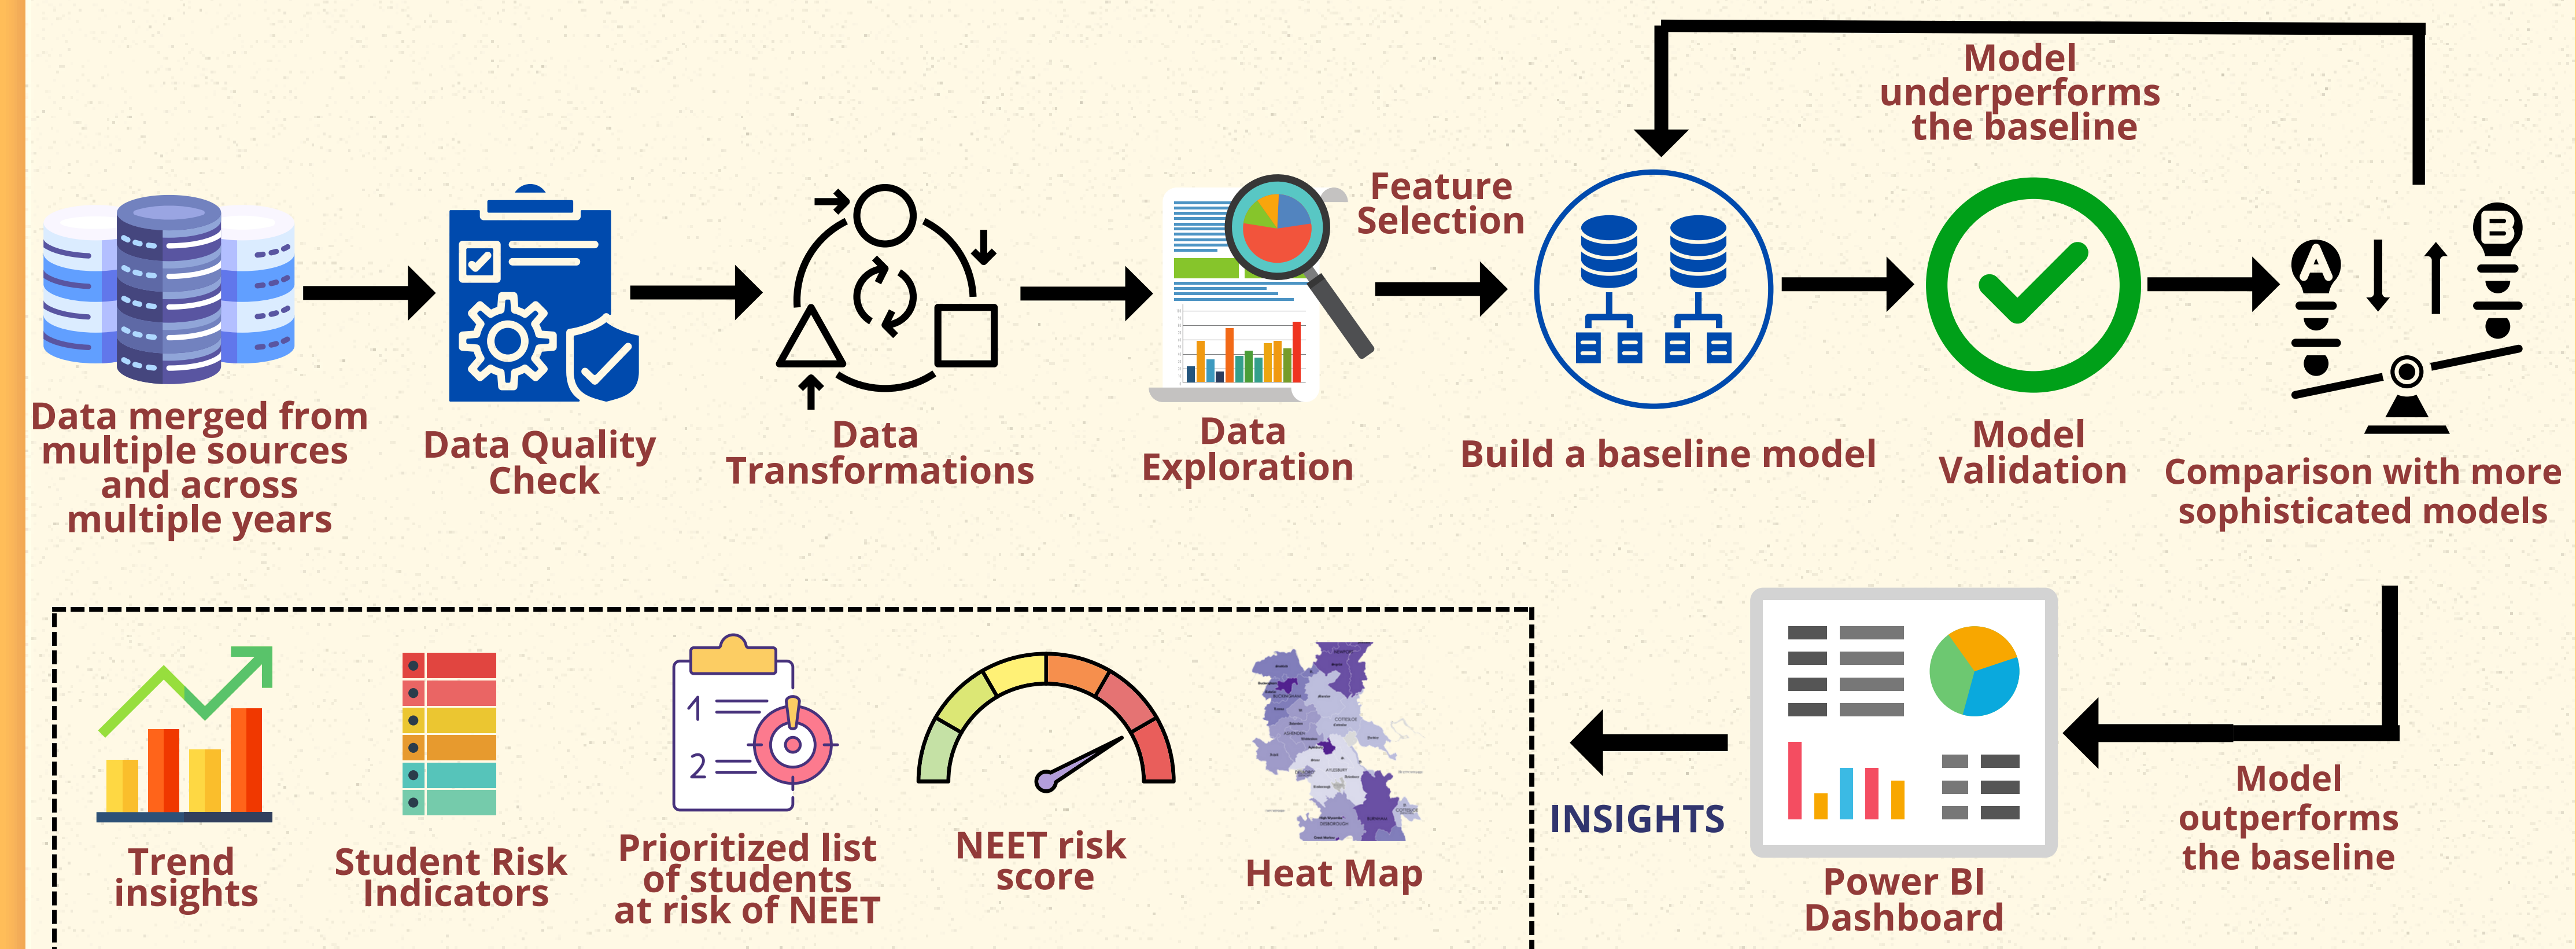 Model
underperforms
the baseline
Feature
Selection
A
B
Data merged from
multiple sources
and across
multiple years
Data Quality
Check
Data
Transformations
Data
Exploration
Build a baseline model
Model
Validation
Comparison with more
sophisticated models
1
2
Trend
insights
Student Risk
Indicators
Prioritized list
of students
at risk of NEET
NEET risk
score
Heat Map
INSIGHTS
Power BI
Dashboard
Model
outperforms
the baseline